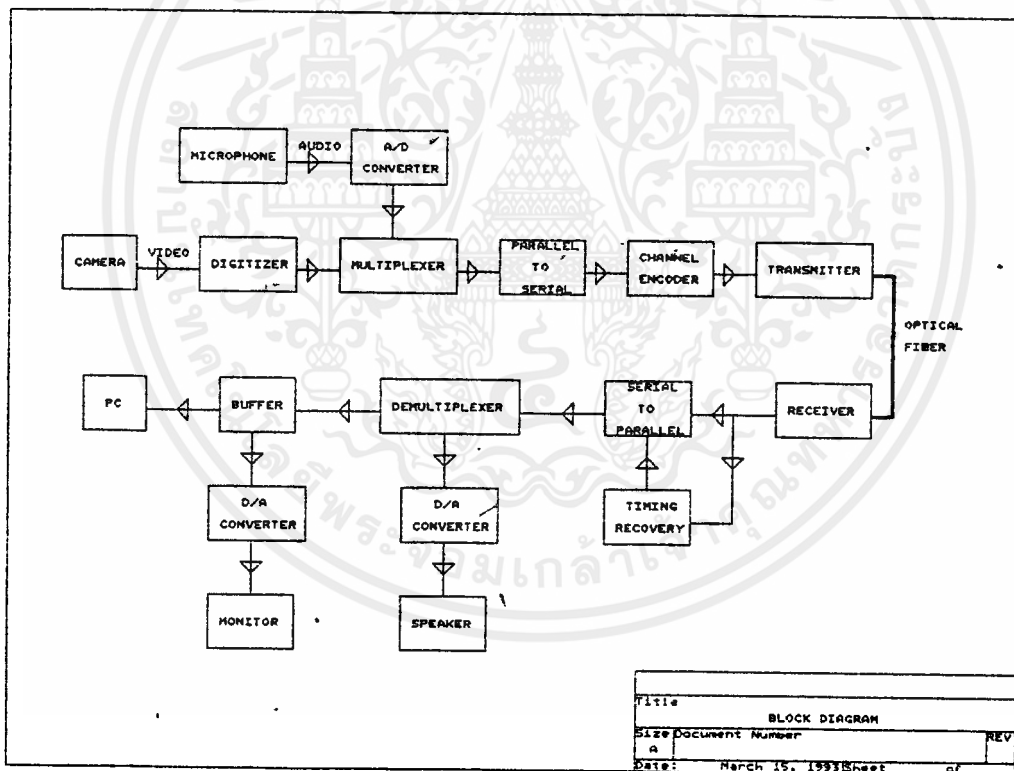 AUDIO
MICROPHONE
A/D
CONVERTER
VIDEO
CAMERA
DIGITIZER
MULTIPLEXER
PARALLEL
TO
SERIAL
CHANNEL
ENCODER
TRANSMITTER
OPTICAL
FIBER
PC
BUFFER
DEMULTIPLEXER
SERIAL
TO
PARALLEL
RECEIVER
D/A
CONVERTER
D/A
CONVERTER
TIMING
RECOVERY
MONITOR
SPEAKER
Title
BLOCK DIAGRAM
Size Document Number REV
A
Date: March 15, 1993 Sheet of